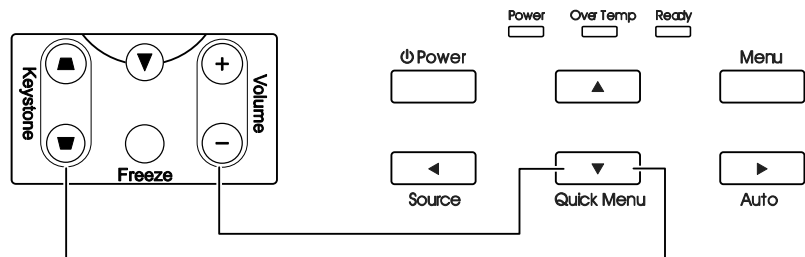 Power Over Temp Ready
⏻ Power Menu
Keystone
+
Volume
−
Freeze
Source Quick Menu Auto